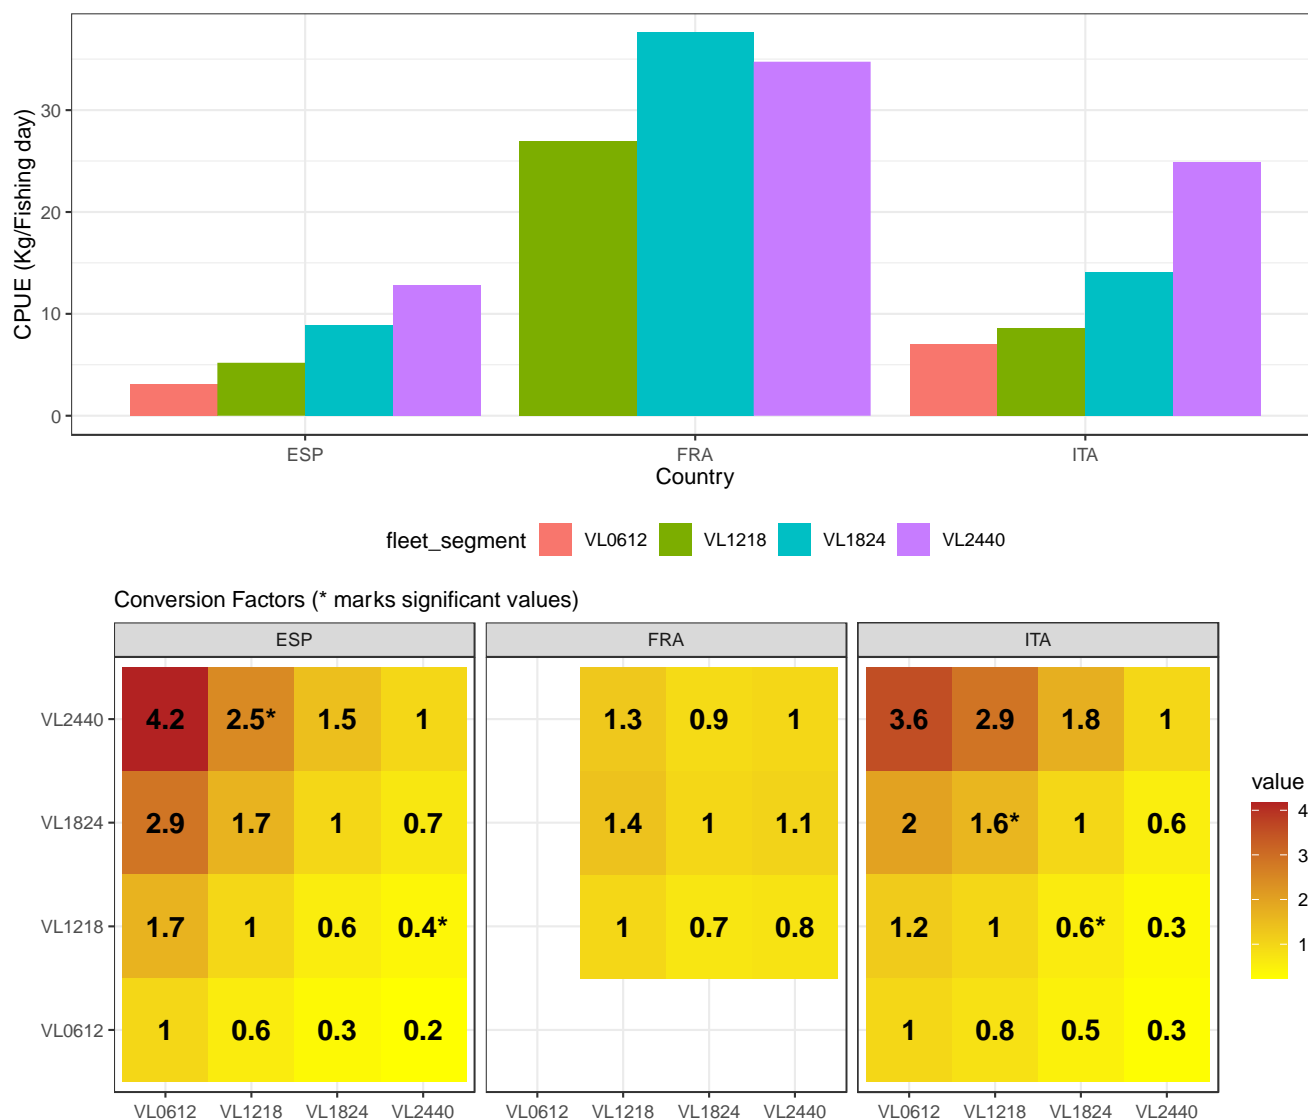 CPUE (Kg/Fishing day)
30
20
10
0
ESP FRA ITA
Country
fleet_segment VL0612 VL1218 VL1824 VL2440
Conversion Factors (* marks significant values)
ESP FRA ITA
VL2440 4.2 2.5* 1.5 1 1.3 0.9 1 3.6 2.9 1.8 1
VL1824 2.9 1.7 1 0.7 1.4 1 1.1 2 1.6* 1 0.6
VL1218 1.7 1 0.6 0.4* 1 0.7 0.8 1.2 1 0.6* 0.3
VL0612 1 0.6 0.3 0.2 1 0.8 0.5 0.3
VL0612 VL1218 VL1824 VL2440 VL0612 VL1218 VL1824 VL2440 VL0612 VL1218 VL1824 VL2440
value
4
3
2
1